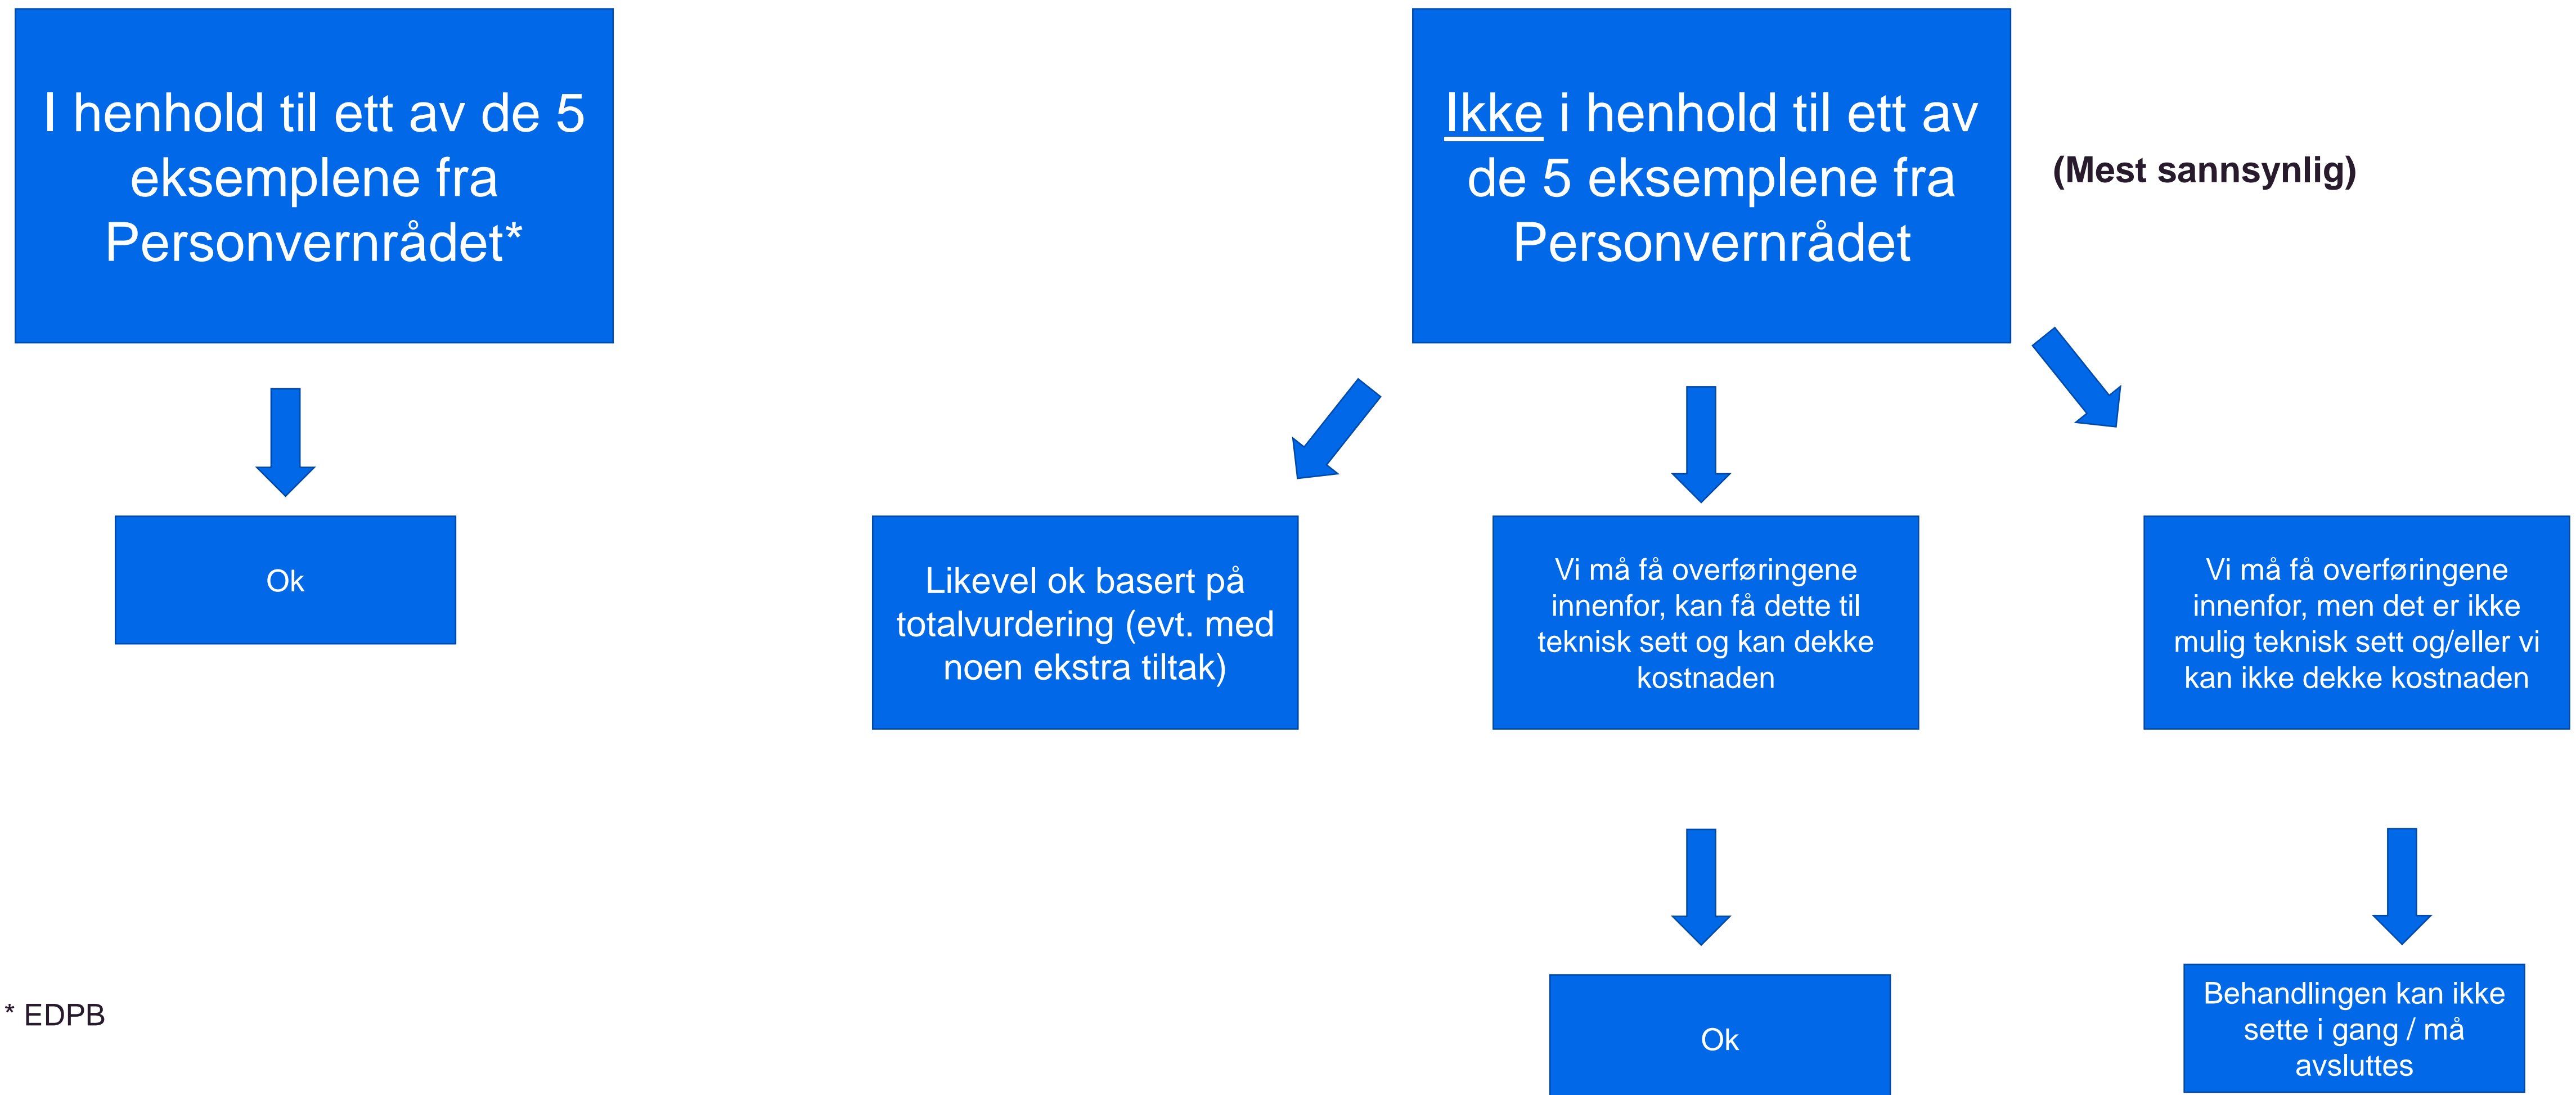 I henhold til ett av de 5
eksemplene fra
Personvernrådet*
Ikke i henhold til ett av
de 5 eksemplene fra
Personvernrådet
(Mest sannsynlig)
Ok
Likevel ok basert på
totalvurdering (evt. med
noen ekstra tiltak)
Vi må få overføringene
innenfor, kan få dette til
teknisk sett og kan dekke
kostnaden
Vi må få overføringene
innenfor, men det er ikke
mulig teknisk sett og/eller vi
kan ikke dekke kostnaden
* EDPB
Ok
Behandlingen kan ikke
sette i gang / må
avsluttes